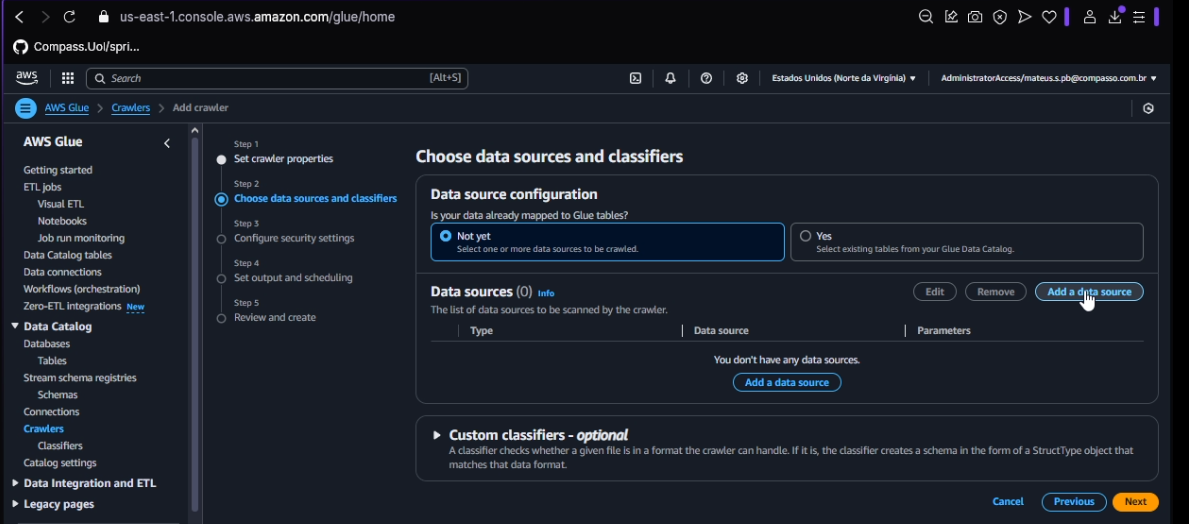 us-east-1.console.aws.amazon.com/glue/home
Compass.Uol/spri...
aws
Search
[Alt+S]
Estados Unidos (Norte da Virgínia)
AdministratorAccess/mateus.s.pb@compasso.com.br
AWS Glue > Crawlers > Add crawler
AWS Glue
Getting started
ETL jobs
Visual ETL
Notebooks
Job run monitoring
Data Catalog tables
Data connections
Workflows (orchestration)
Zero-ETL integrations New
Data Catalog
Databases
Tables
Stream schema registries
Schemas
Connections
Crawlers
Classifiers
Catalog settings
Data Integration and ETL
Legacy pages
Step 1
Set crawler properties
Step 2
Choose data sources and classifiers
Step 3
Configure security settings
Step 4
Set output and scheduling
Step 5
Review and create
Choose data sources and classifiers
Data source configuration
Is your data already mapped to Glue tables?
Not yet
Select one or more data sources to be crawled.
Yes
Select existing tables from your Glue Data Catalog.
Data sources (0) Info
Edit
Remove
Add a data source
The list of data sources to be scanned by the crawler.
Type
Data source
Parameters
You don't have any data sources.
Add a data source
Custom classifiers - optional
A classifier checks whether a given file is in a format the crawler can handle. If it is, the classifier creates a schema in the form of a StructType object that
matches that data format.
Cancel
Previous
Next